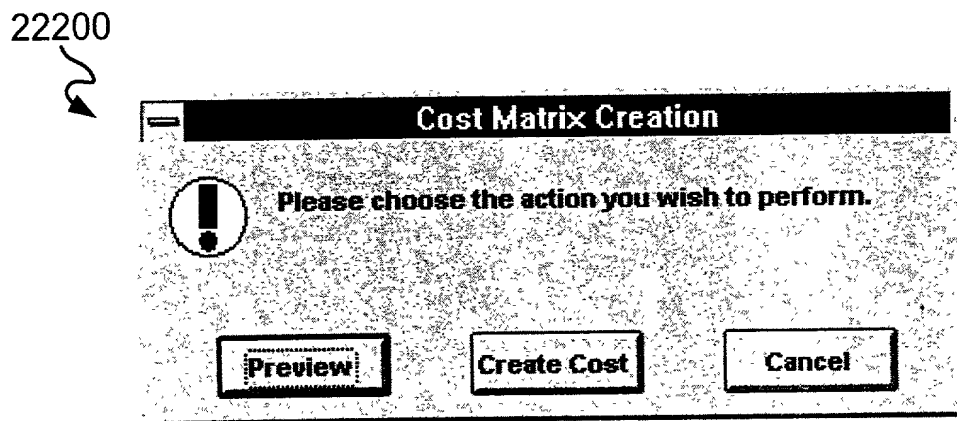 22200
Cost Matrix Creation
Please choose the action you wish to perform.
Preview Create Cost Cancel